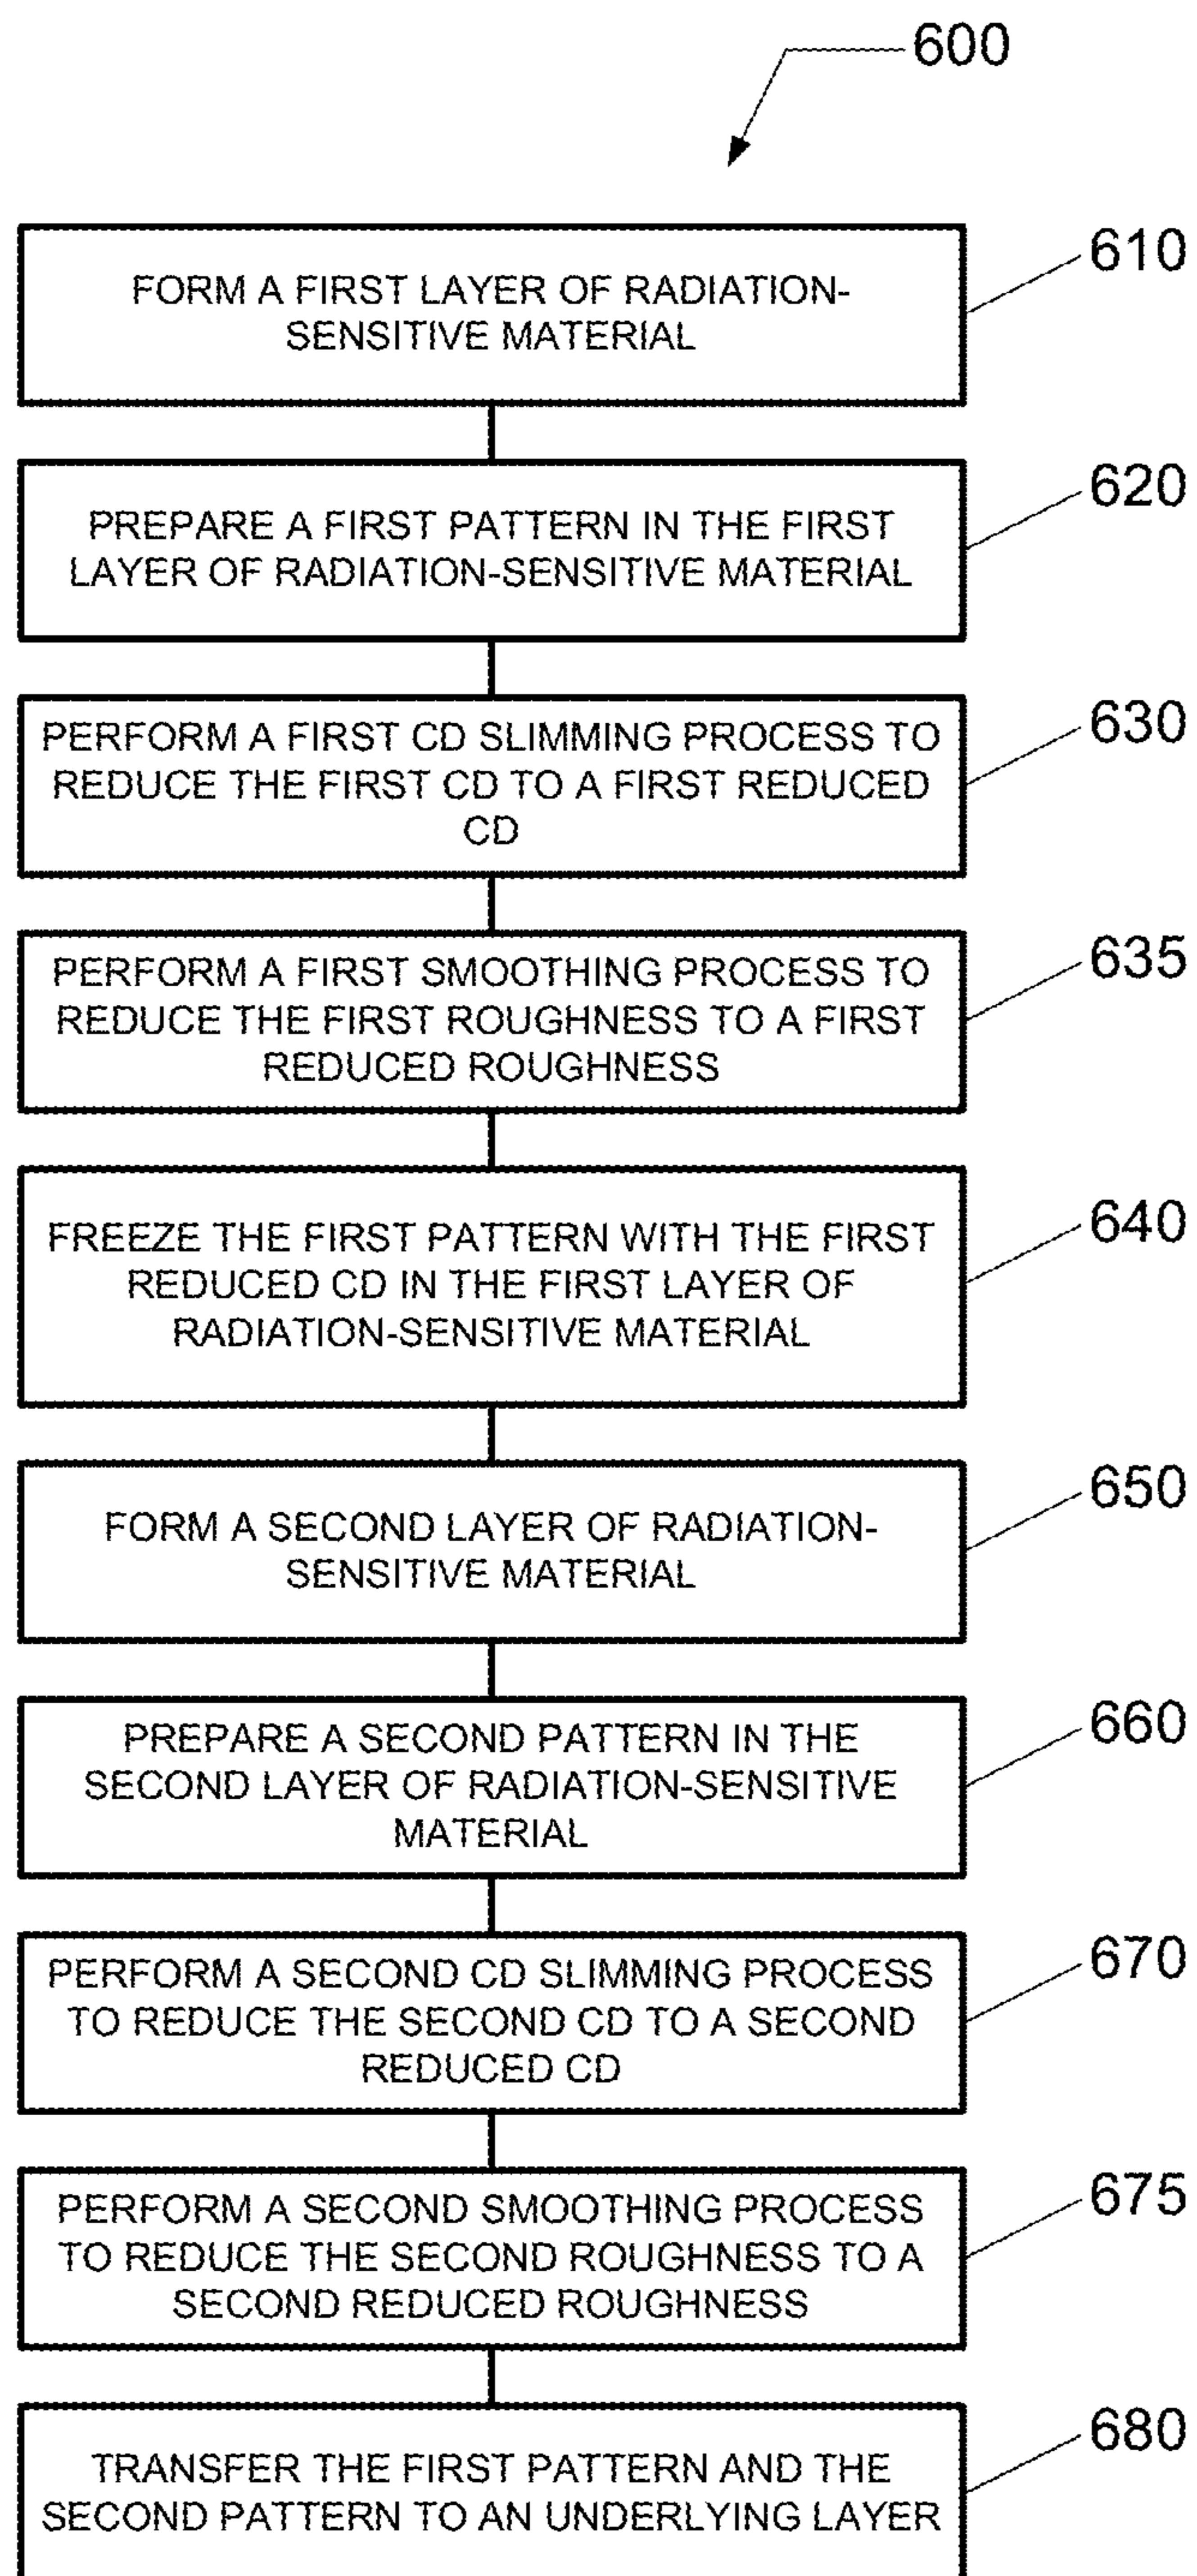 600
FORM A FIRST LAYER OF RADIATION-
SENSITIVE MATERIAL
610
PREPARE A FIRST PATTERN IN THE FIRST
LAYER OF RADIATION-SENSITIVE MATERIAL
620
PERFORM A FIRST CD SLIMMING PROCESS TO
REDUCE THE FIRST CD TO A FIRST REDUCED
CD
630
PERFORM A FIRST SMOOTHING PROCESS TO
REDUCE THE FIRST ROUGHNESS TO A FIRST
REDUCED ROUGHNESS
635
FREEZE THE FIRST PATTERN WITH THE FIRST
REDUCED CD IN THE FIRST LAYER OF
RADIATION-SENSITIVE MATERIAL
640
FORM A SECOND LAYER OF RADIATION-
SENSITIVE MATERIAL
650
PREPARE A SECOND PATTERN IN THE
SECOND LAYER OF RADIATION-SENSITIVE
MATERIAL
660
PERFORM A SECOND CD SLIMMING PROCESS
TO REDUCE THE SECOND CD TO A SECOND
REDUCED CD
670
PERFORM A SECOND SMOOTHING PROCESS
TO REDUCE THE SECOND ROUGHNESS TO A
SECOND REDUCED ROUGHNESS
675
TRANSFER THE FIRST PATTERN AND THE
SECOND PATTERN TO AN UNDERLYING LAYER
680